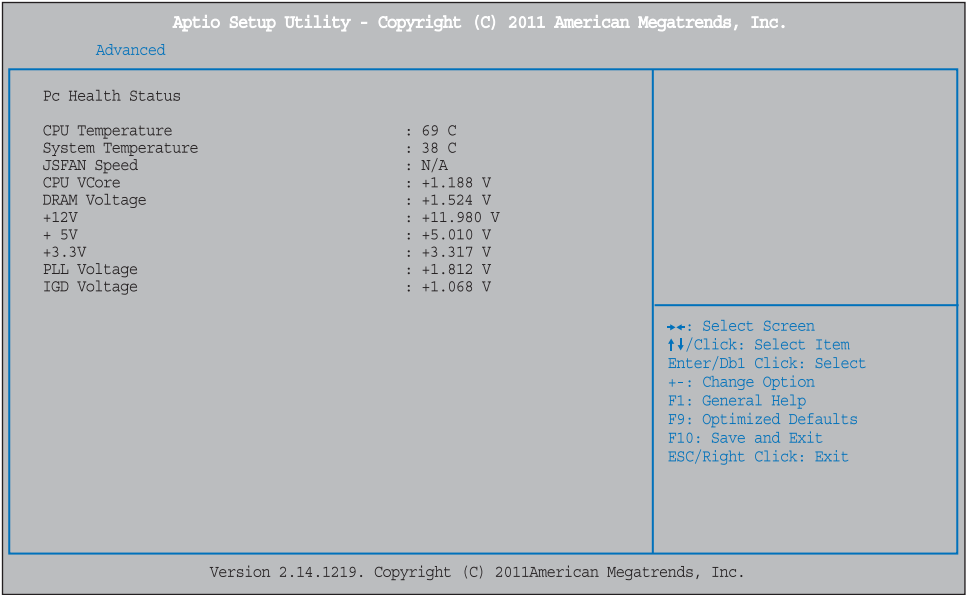 Aptio Setup Utility - Copyright (C) 2011 American Megatrends, Inc.
Advanced
Pc Health Status
CPU Temperature : 69 C
System Temperature : 38 C
JSFAN Speed : N/A
CPU VCore : +1.188 V
DRAM Voltage : +1.524 V
+12V : +11.980 V
+ 5V : +5.010 V
+3.3V : +3.317 V
PLL Voltage : +1.812 V
IGD Voltage : +1.068 V
→←: Select Screen
↑↓/Click: Select Item
Enter/Dbl Click: Select
+-: Change Option
F1: General Help
F9: Optimized Defaults
F10: Save and Exit
ESC/Right Click: Exit
Version 2.14.1219. Copyright (C) 2011American Megatrends, Inc.